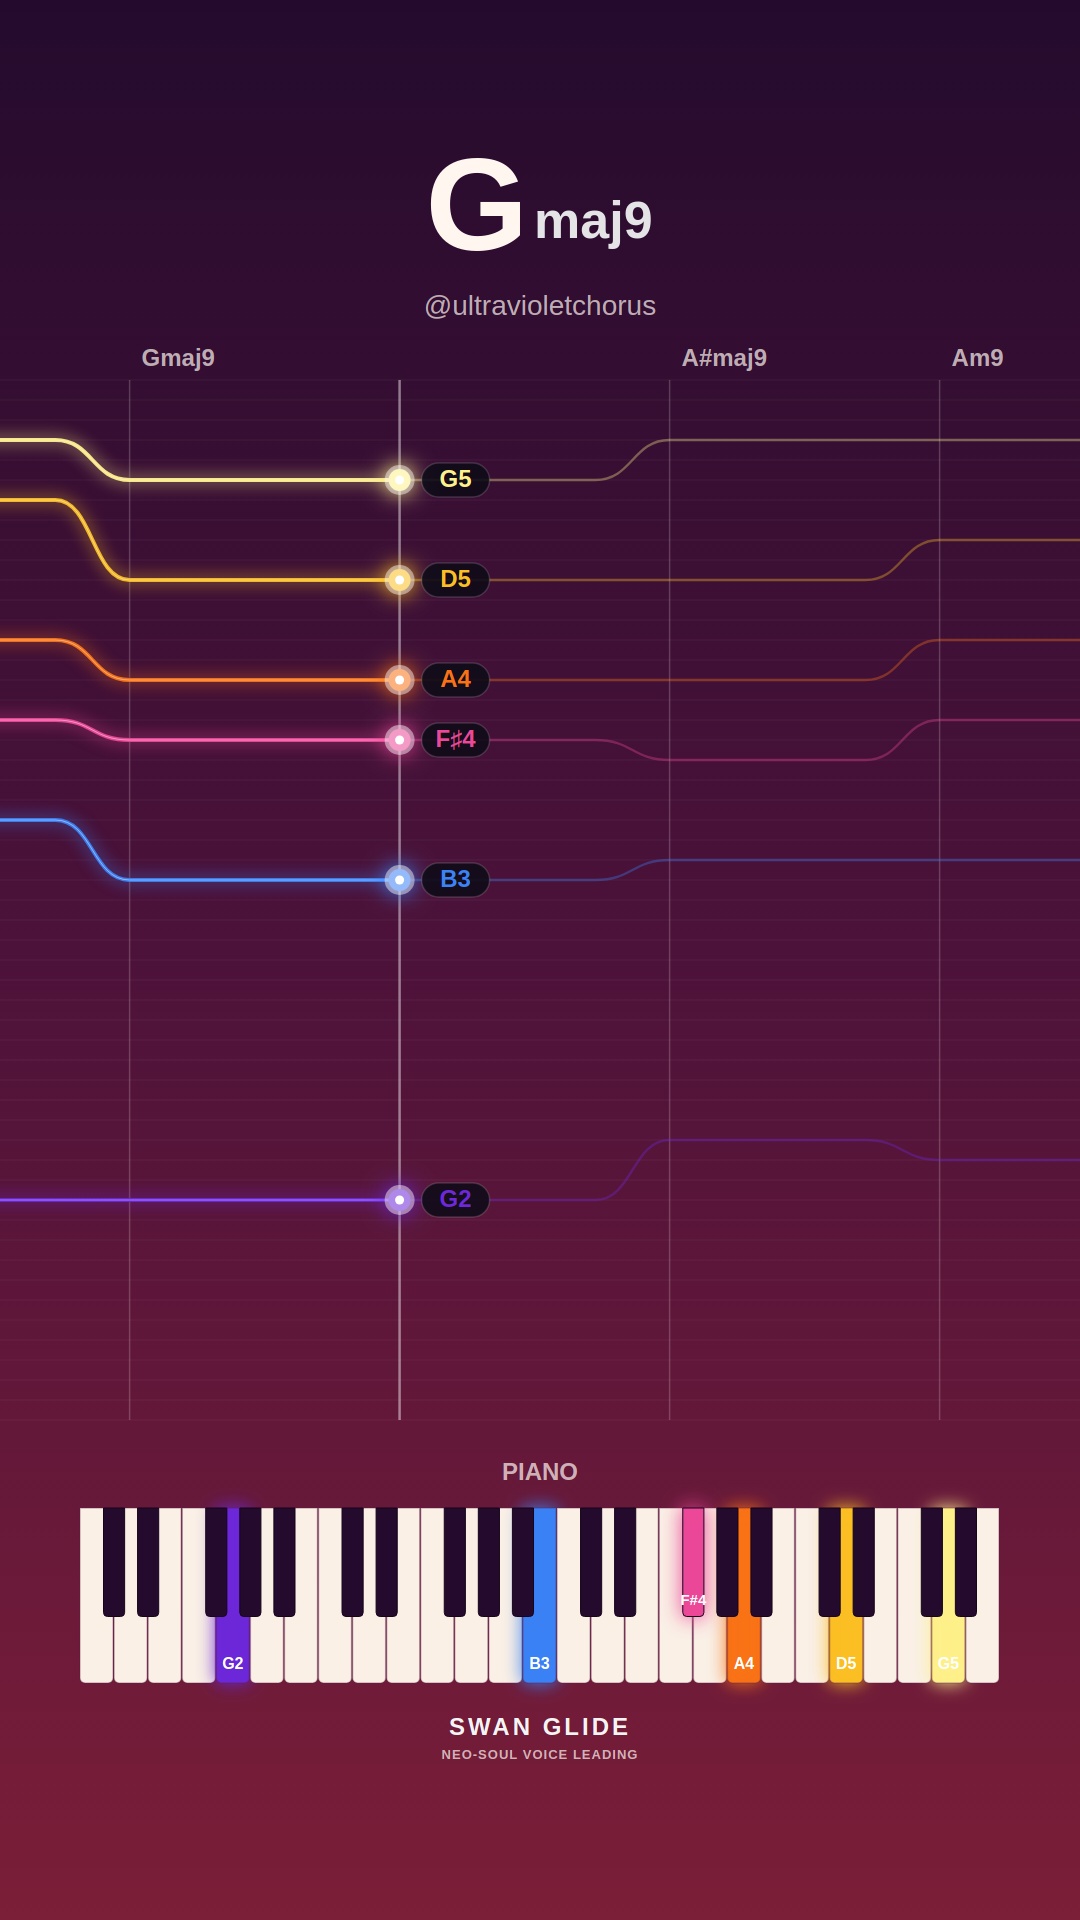 G maj9
@ultravioletchorus
Gmaj9 A#maj9 Am9
G5
D5
A4
F♯4
B3
G2
PIANO
F#4
G2 B3 A4 D5 G5
SWAN GLIDE
NEO-SOUL VOICE LEADING